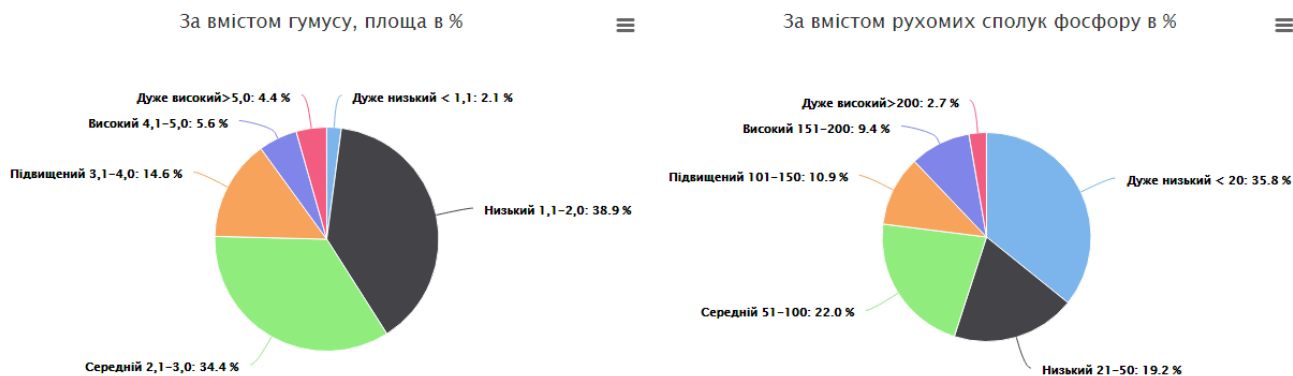 За вмістом гумусу, площа в %
Дуже високий>5,0: 4.4 %
Дуже низький < 1,1: 2.1 %
Високий 4,1-5,0: 5.6 %
Підвищений 3,1-4,0: 14.6 %
Низький 1,1-2,0: 38.9 %
Середній 2,1-3,0: 34.4 %
За вмістом рухомих сполук фосфору в %
Дуже високий>200: 2.7 %
Високий 151-200: 9.4 %
Підвищений 101-150: 10.9 %
Дуже низький < 20: 35.8 %
Середній 51-100: 22.0 %
Низький 21-50: 19.2 %